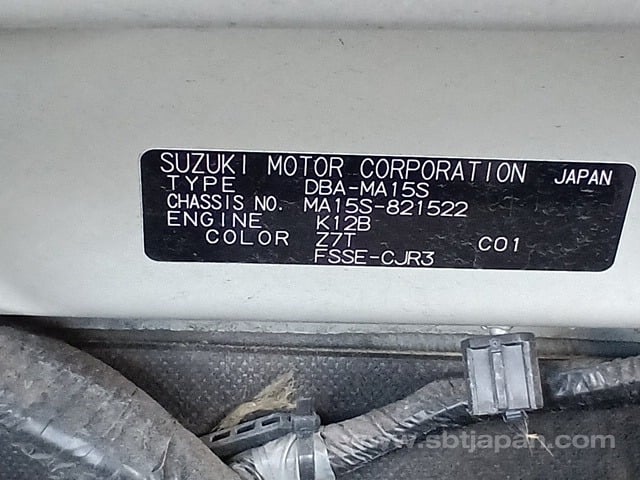 SUZUKI MOTOR CORPORATION JAPAN
TYPE DBA-MA15S
CHASSIS NO. MA15S-821522
ENGINE K12B
COLOR Z7T C01
FSSE-CJR3
www.sbtjapan.com